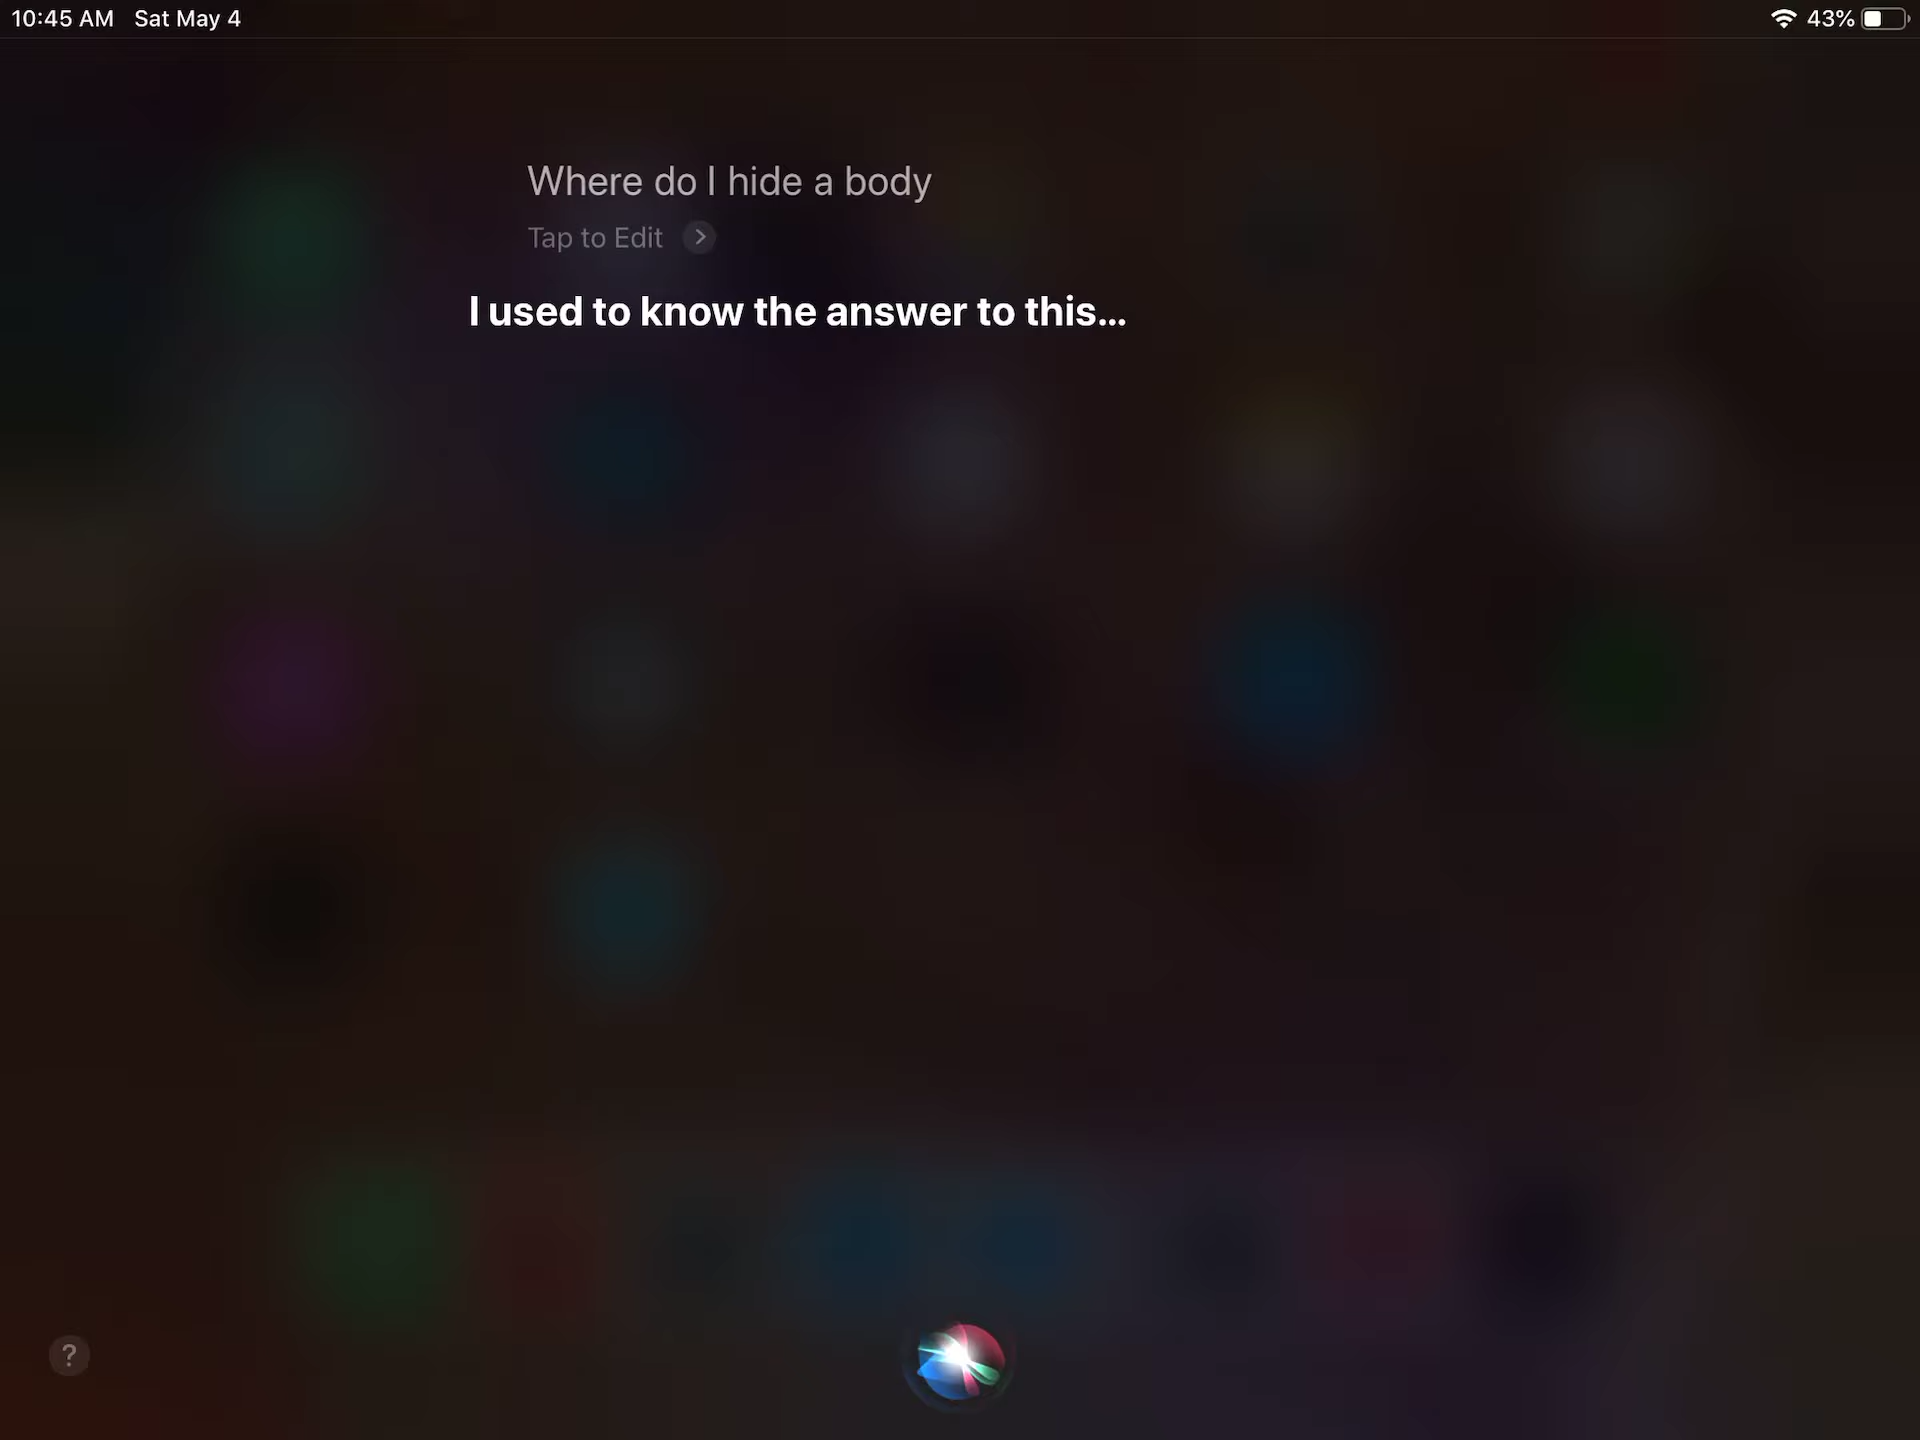 10:45 AM Sat May 4
43%
Where do I hide a body
Tap to Edit
I used to know the answer to this...
?